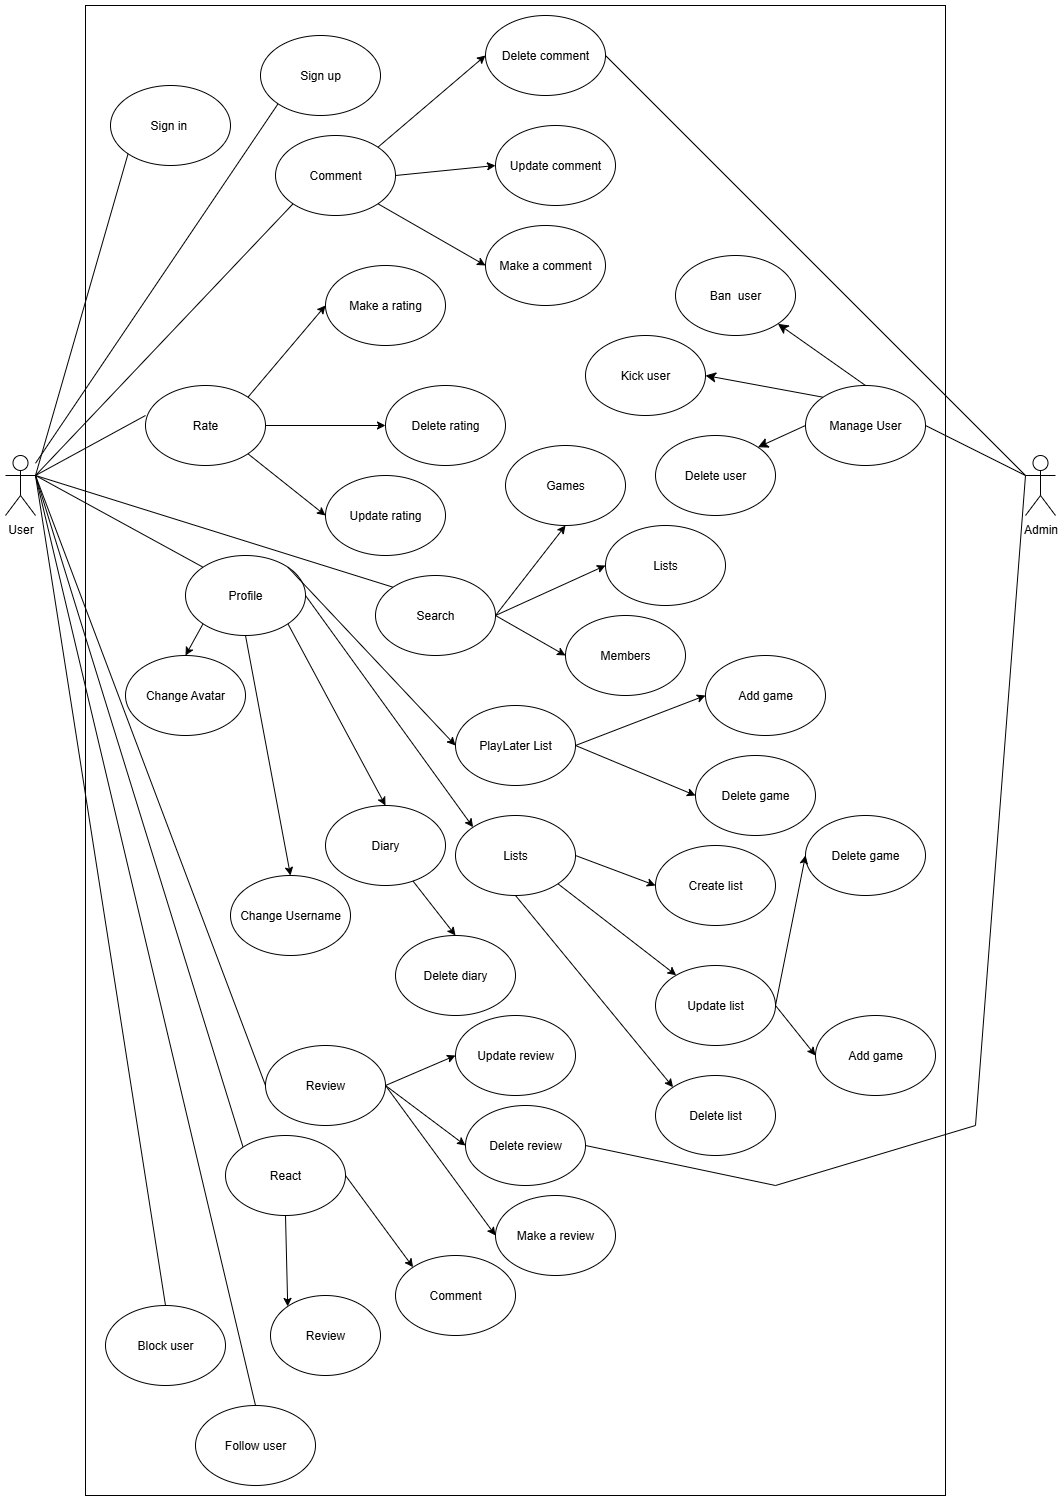 Delete comment
Sign up
Sign in
Update comment
Comment
Make a comment
Ban  user
Make a rating
Kick user
Rate
Delete rating
Manage User
Delete user
Games
Update rating
User
Admin
Lists
Profile
Search
Members
Change Avatar
Add game
PlayLater List
Delete game
Diary
Lists
Delete game
Create list
Change Username
Delete diary
Update list
Update review
Add game
Review
Delete list
Delete review
React
Make a review
Comment
Review
Block user
Follow user